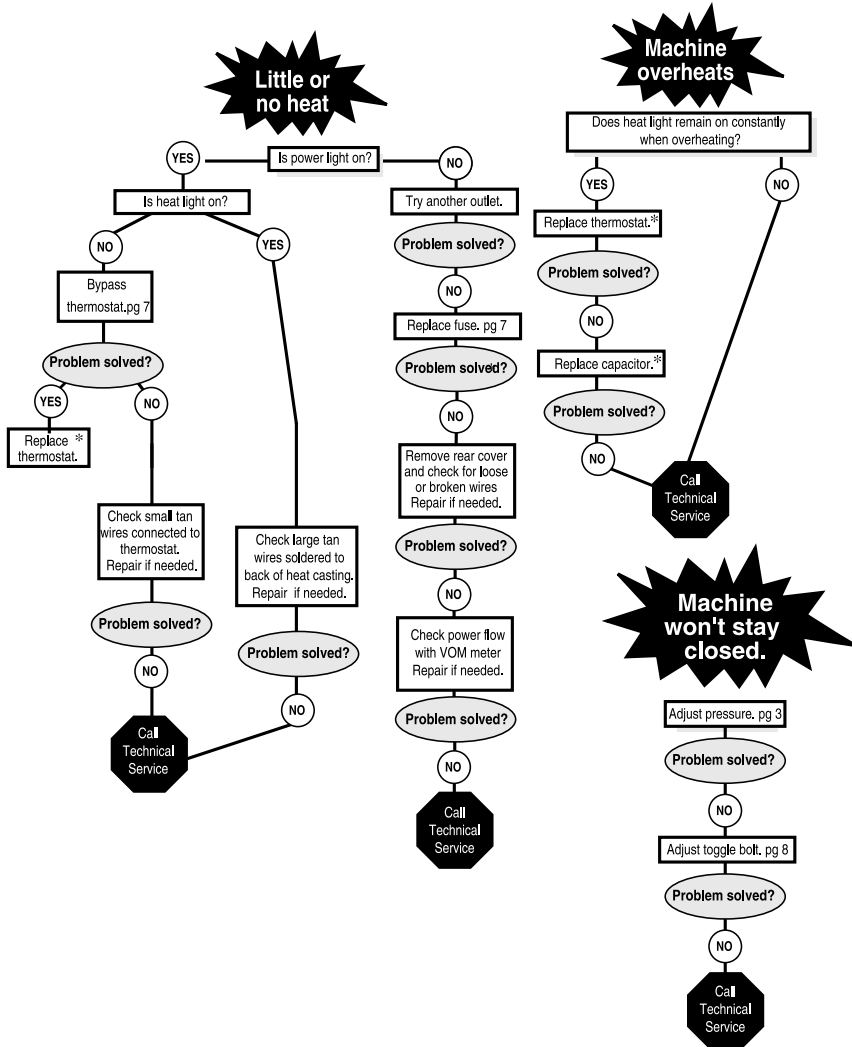 Little or
no heat
Is power light on?
YES
Is heat light on?
NO
Bypass
thermostat.pg 7
Problem solved?
YES
Replace *
thermostat.
NO
Check small tan
wires connected to
thermostat.
Repair if needed.
Problem solved?
NO
Call
Technical
Service
YES
Check large tan
wires soldered to
back of heat casting.
Repair if needed.
Problem solved?
NO
NO
Try another outlet.
Problem solved?
NO
Replace fuse. pg 7
Problem solved?
NO
Remove rear cover
and check for loose
or broken wires
Repair if needed.
Problem solved?
NO
Check power flow
with VOM meter
Repair if needed.
Problem solved?
NO
Call
Technical
Service
Machine
overheats
Does heat light remain on constantly
when overheating?
YES
Replace thermostat.*
Problem solved?
NO
Replace capacitor.*
Problem solved?
NO
NO
Call
Technical
Service
Machine
won't stay
closed.
Adjust pressure. pg 3
Problem solved?
NO
Adjust toggle bolt. pg 8
Problem solved?
NO
Call
Technical
Service